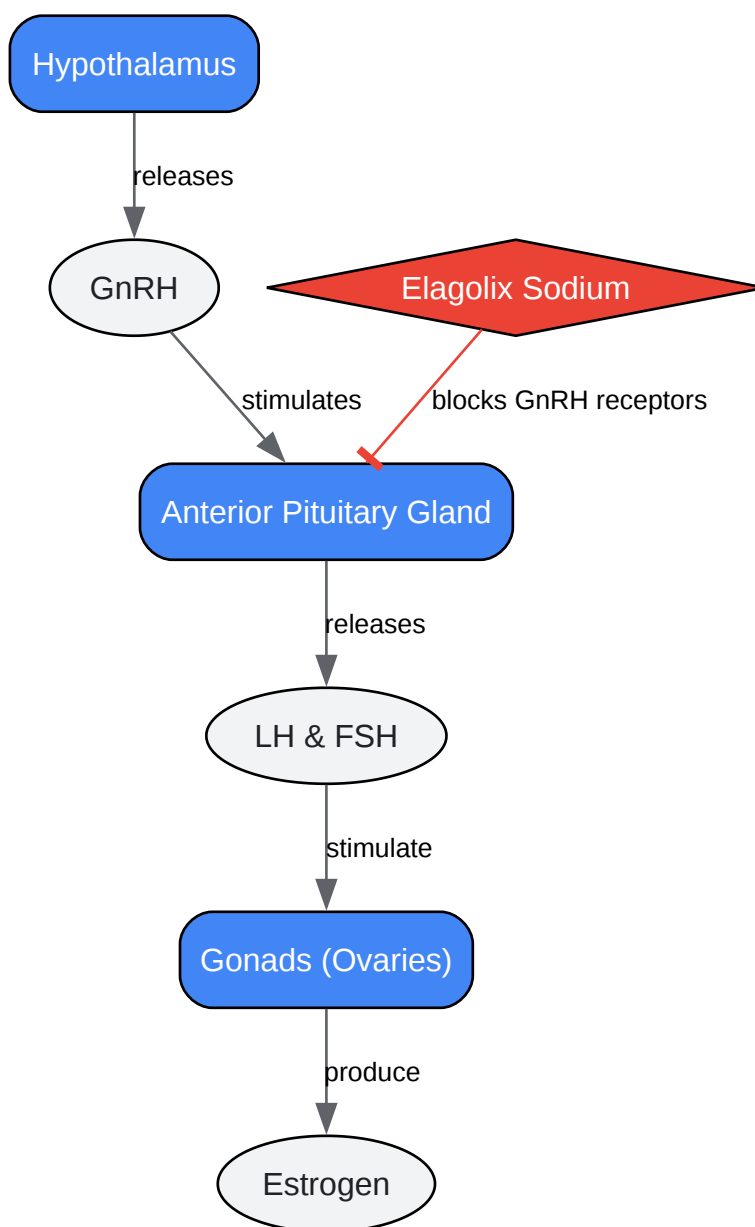 Hypothalamus
releases
GnRH
Elagolix Sodium
stimulates
blocks GnRH receptors
Anterior Pituitary Gland
releases
LH & FSH
stimulate
Gonads (Ovaries)
produce
Estrogen